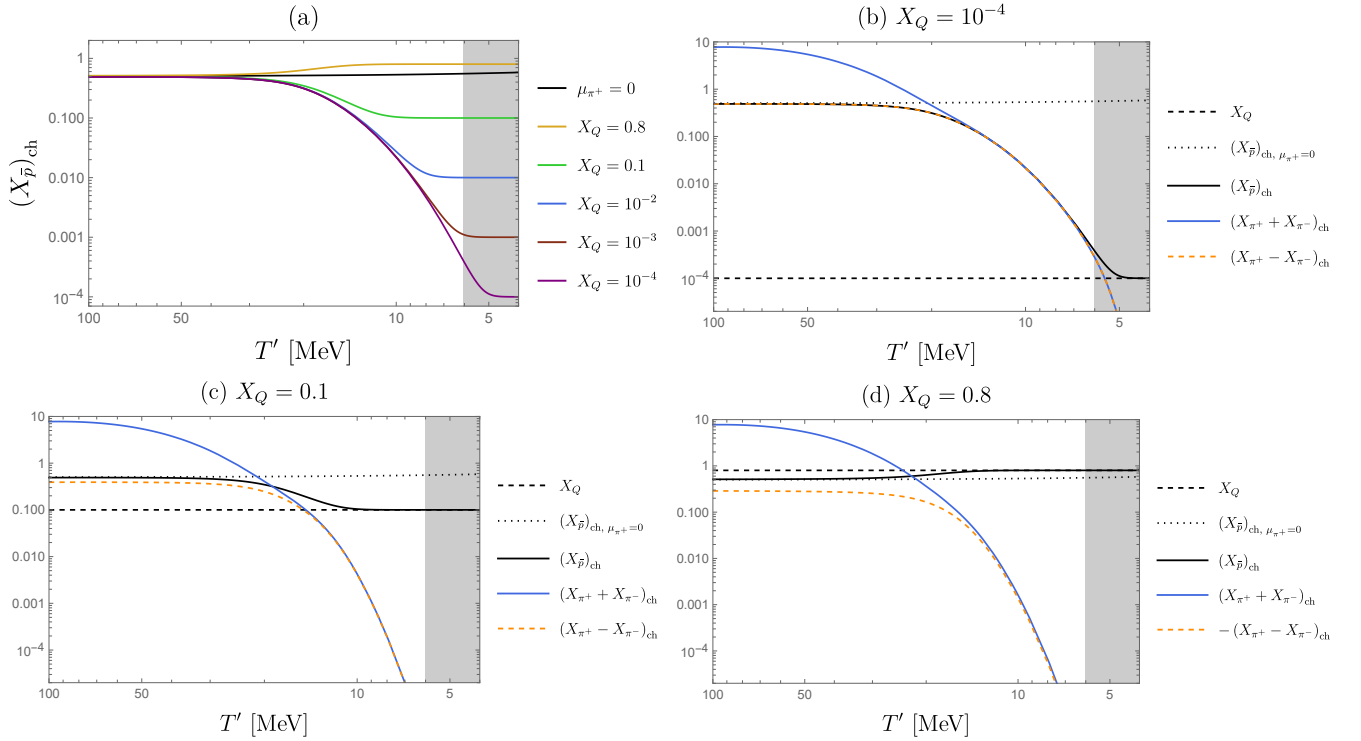 (a)
(X_p̄)_ch
1
0.100
0.010
0.001
10⁻⁴
100 50 10 5
T′ [MeV]
μ_π⁺ = 0
X_Q = 0.8
X_Q = 0.1
X_Q = 10⁻²
X_Q = 10⁻³
X_Q = 10⁻⁴
(b) X_Q = 10⁻⁴
10
1
0.100
0.010
0.001
10⁻⁴
100 50 10 5
T′ [MeV]
X_Q
(X_p̄)_ch, μ_π⁺=0
(X_p̄)_ch
(X_π⁺ + X_π⁻)_ch
(X_π⁺ − X_π⁻)_ch
(c) X_Q = 0.1
10
1
0.100
0.010
0.001
10⁻⁴
100 50 10 5
T′ [MeV]
X_Q
(X_p̄)_ch, μ_π⁺=0
(X_p̄)_ch
(X_π⁺ + X_π⁻)_ch
(X_π⁺ − X_π⁻)_ch
(d) X_Q = 0.8
10
1
0.100
0.010
0.001
10⁻⁴
100 50 10 5
T′ [MeV]
X_Q
(X_p̄)_ch, μ_π⁺=0
(X_p̄)_ch
(X_π⁺ + X_π⁻)_ch
− (X_π⁺ − X_π⁻)_ch